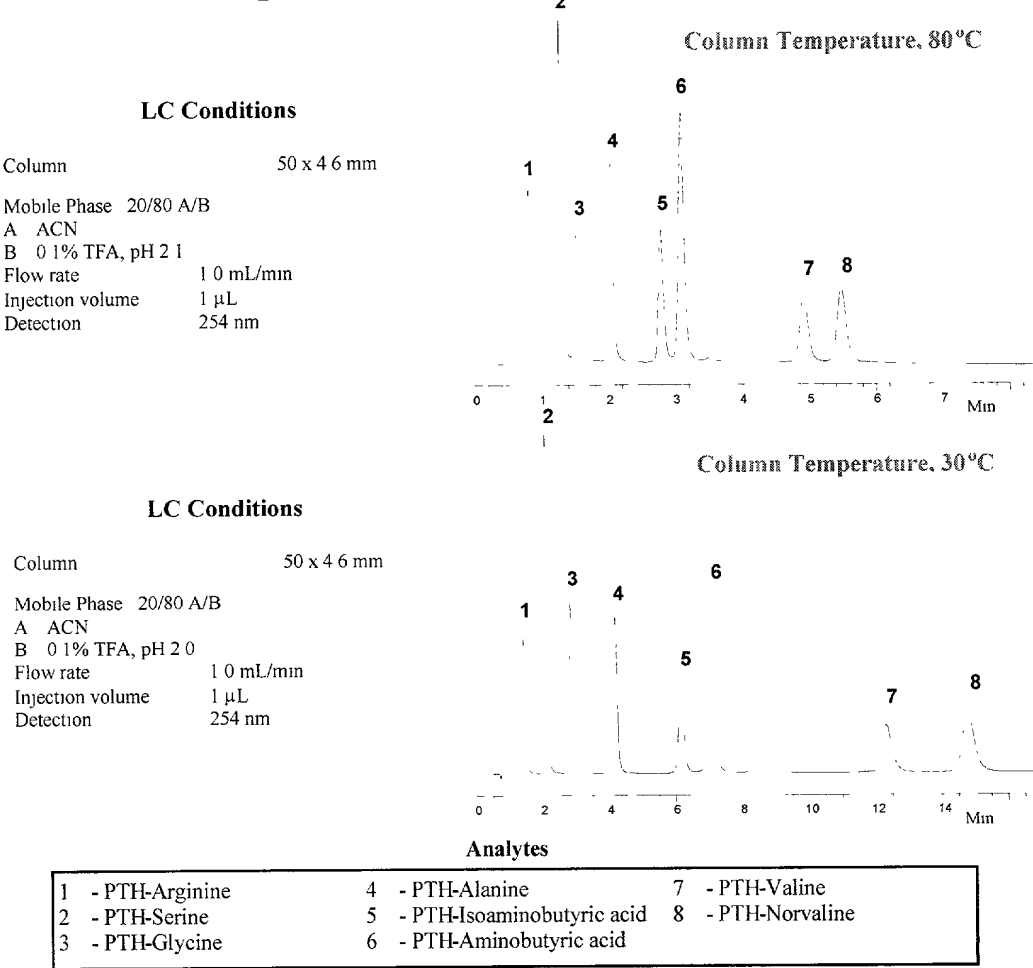 2
Column Temperature, 80°C
6
LC Conditions
4
1
Column 50 x 4 6 mm
3
5
Mobile Phase 20/80 A/B
A ACN
B 0 1% TFA, pH 2 1
7 8
Flow rate 1 0 mL/min
Injection volume 1 µL
Detection 254 nm
0 1 2 3 4 5 6 7 Min
2
Column Temperature, 30°C
LC Conditions
Column 50 x 4 6 mm
6
3
4
1
Mobile Phase 20/80 A/B
A ACN
B 0 1% TFA, pH 2 0
5
Flow rate 1 0 mL/min
8
Injection volume 1 µL
7
Detection 254 nm
0 2 4 6 8 10 12 14 Min
Analytes
1 - PTH-Arginine 4 - PTH-Alanine 7 - PTH-Valine
2 - PTH-Serine 5 - PTH-Isoaminobutyric acid 8 - PTH-Norvaline
3 - PTH-Glycine 6 - PTH-Aminobutyric acid